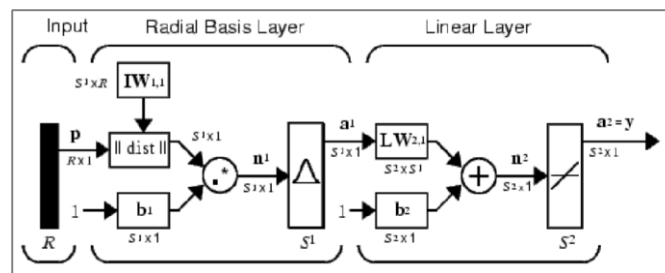 Input Radial Basis Layer Linear Layer
S¹xR IW1,1
p
Rx1
|| dist ||
S¹x1
1 b1
S¹x1
.*
n¹
S¹x1
S¹
a¹
S¹x1
LW2,1
S²xS¹
1 b2
S²x1
+
n²
S²x1
S²
a² = y
S²x1
R